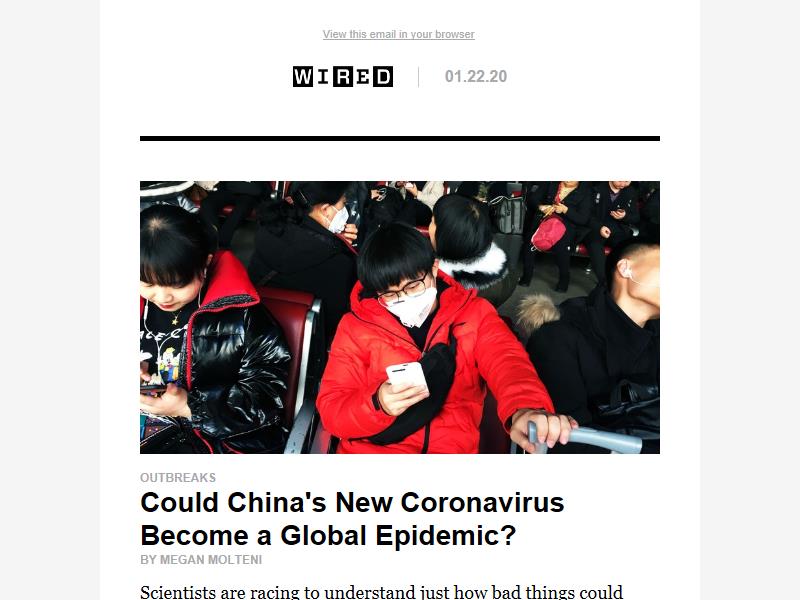 View this email in your browser
WIRED
01.22.20
OUTBREAKS
Could China's New Coronavirus
Become a Global Epidemic?
BY MEGAN MOLTENI
Scientists are racing to understand just how bad things could